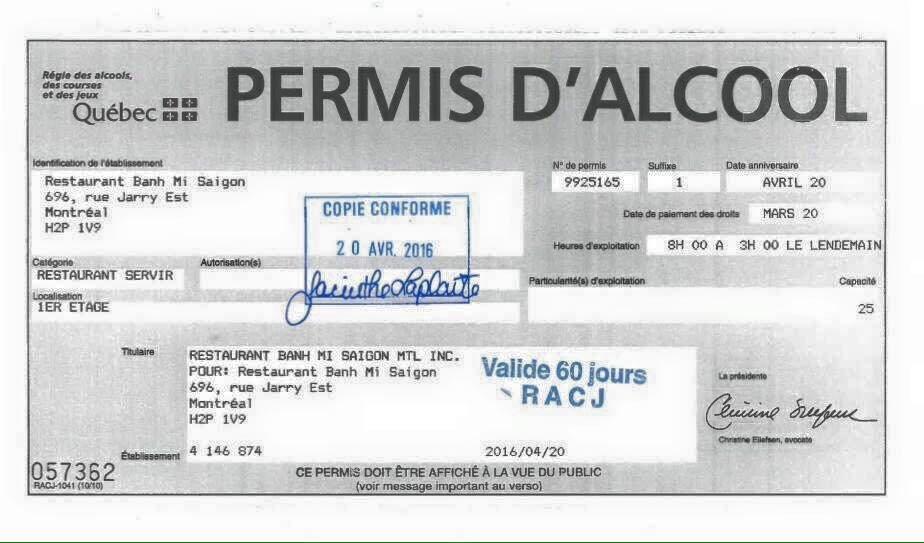 Régie des alcools,
des courses
et des jeux
Québec
PERMIS D'ALCOOL
Identification de l'établissement
Restaurant Banh Mi Saigon
696, rue Jarry Est
Montréal
H2P 1V9
N° de permis
9925165
Suffixe
1
Date anniversaire
AVRIL 20
Date de paiement des droits
MARS 20
Heures d'exploitation
8H 00 A 3H 00 LE LENDEMAIN
COPIE CONFORME
20 AVR. 2016
Catégorie
RESTAURANT SERVIR
Autorisation(s)
Particularité(s) d'exploitation
Capacité
25
Localisation
1ER ETAGE
Titulaire
RESTAURANT BANH MI SAIGON MTL INC.
POUR: Restaurant Banh Mi Saigon
696, rue Jarry Est
Montréal
H2P 1V9
Valide 60 jours
RACJ
La présidente
Christine Ellefsen, avocate
Établissement
4 146 874
2016/04/20
057362
RACJ-1041 (10/10)
CE PERMIS DOIT ÊTRE AFFICHÉ À LA VUE DU PUBLIC
(voir message important au verso)